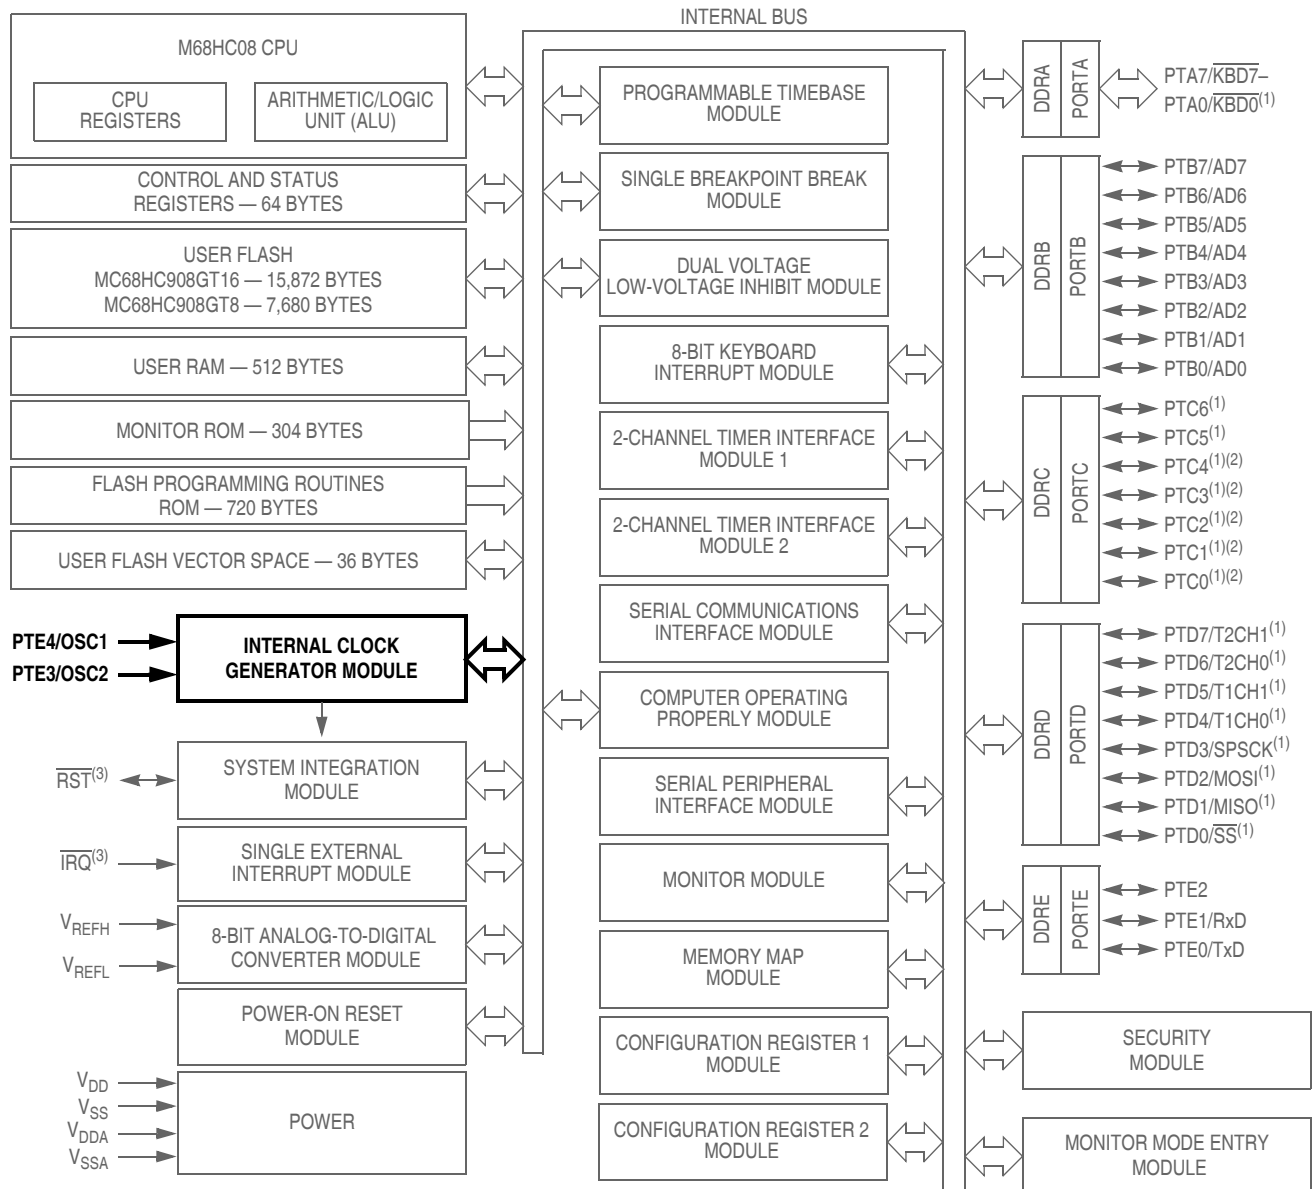 INTERNAL BUS
M68HC08 CPU
CPU
REGISTERS
ARITHMETIC/LOGIC
UNIT (ALU)
CONTROL AND STATUS
REGISTERS — 64 BYTES
USER FLASH
MC68HC908GT16 — 15,872 BYTES
MC68HC908GT8 — 7,680 BYTES
USER RAM — 512 BYTES
MONITOR ROM — 304 BYTES
FLASH PROGRAMMING ROUTINES
ROM — 720 BYTES
USER FLASH VECTOR SPACE — 36 BYTES
PTE4/OSC1
PTE3/OSC2
INTERNAL CLOCK
GENERATOR MODULE
RST(3)
SYSTEM INTEGRATION
MODULE
IRQ(3)
SINGLE EXTERNAL
INTERRUPT MODULE
VREFH
VREFL
8-BIT ANALOG-TO-DIGITAL
CONVERTER MODULE
POWER-ON RESET
MODULE
VDD
VSS
VDDA
VSSA
POWER
PROGRAMMABLE TIMEBASE
MODULE
SINGLE BREAKPOINT BREAK
MODULE
DUAL VOLTAGE
LOW-VOLTAGE INHIBIT MODULE
8-BIT KEYBOARD
INTERRUPT MODULE
2-CHANNEL TIMER INTERFACE
MODULE 1
2-CHANNEL TIMER INTERFACE
MODULE 2
SERIAL COMMUNICATIONS
INTERFACE MODULE
COMPUTER OPERATING
PROPERLY MODULE
SERIAL PERIPHERAL
INTERFACE MODULE
MONITOR MODULE
MEMORY MAP
MODULE
CONFIGURATION REGISTER 1
MODULE
CONFIGURATION REGISTER 2
MODULE
DDRA
PORTA
PTA7/KBD7–
PTA0/KBD0(1)
DDRB
PORTB
PTB7/AD7
PTB6/AD6
PTB5/AD5
PTB4/AD4
PTB3/AD3
PTB2/AD2
PTB1/AD1
PTB0/AD0
DDRC
PORTC
PTC6(1)
PTC5(1)
PTC4(1)(2)
PTC3(1)(2)
PTC2(1)(2)
PTC1(1)(2)
PTC0(1)(2)
DDRD
PORTD
PTD7/T2CH1(1)
PTD6/T2CH0(1)
PTD5/T1CH1(1)
PTD4/T1CH0(1)
PTD3/SPSCK(1)
PTD2/MOSI(1)
PTD1/MISO(1)
PTD0/SS(1)
DDRE
PORTE
PTE2
PTE1/RxD
PTE0/TxD
SECURITY
MODULE
MONITOR MODE ENTRY
MODULE